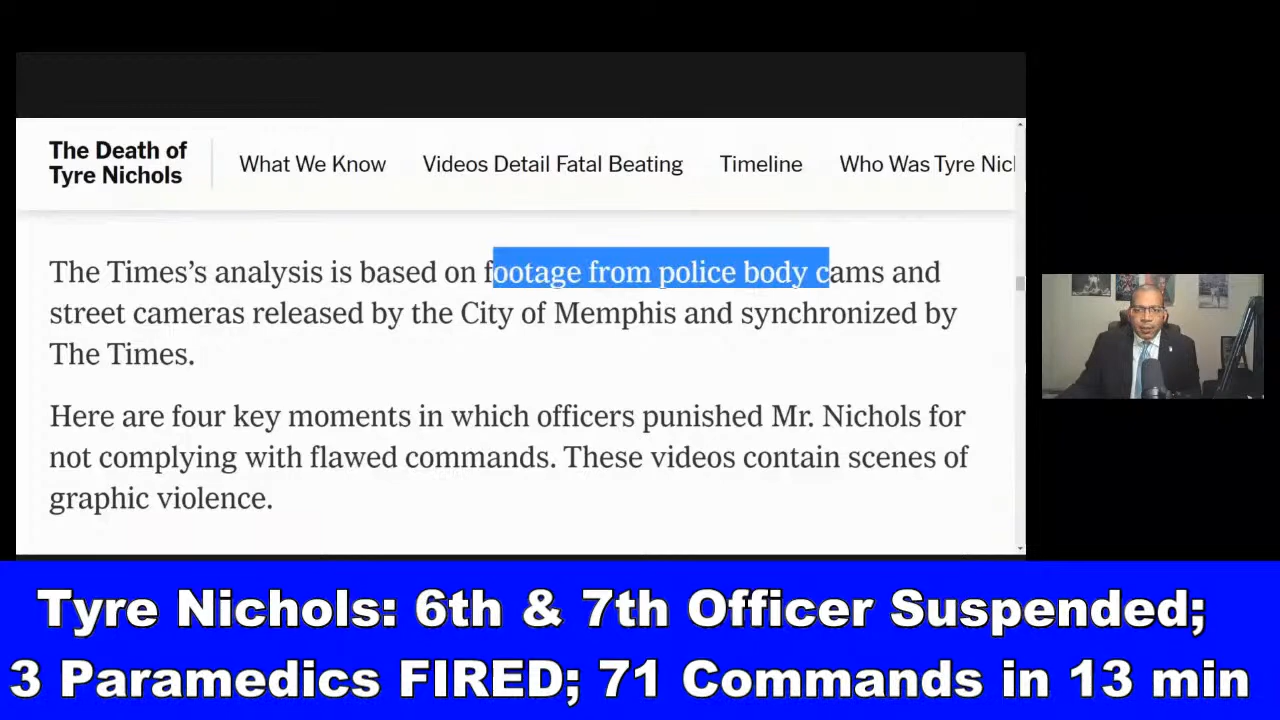 The Death of
Tyre Nichols
What We Know
Videos Detail Fatal Beating
Timeline
Who Was Tyre
The Times’s analysis is based on footage from police body cams and
street cameras released by the City of Memphis and synchronized by
The Times.
Here are four key moments in which officers punished Mr. Nichols for
not complying with flawed commands. These videos contain scenes of
graphic violence.
Tyre Nichols: 6th & 7th Officer Suspended;
3 Paramedics FIRED; 71 Commands in 13 min